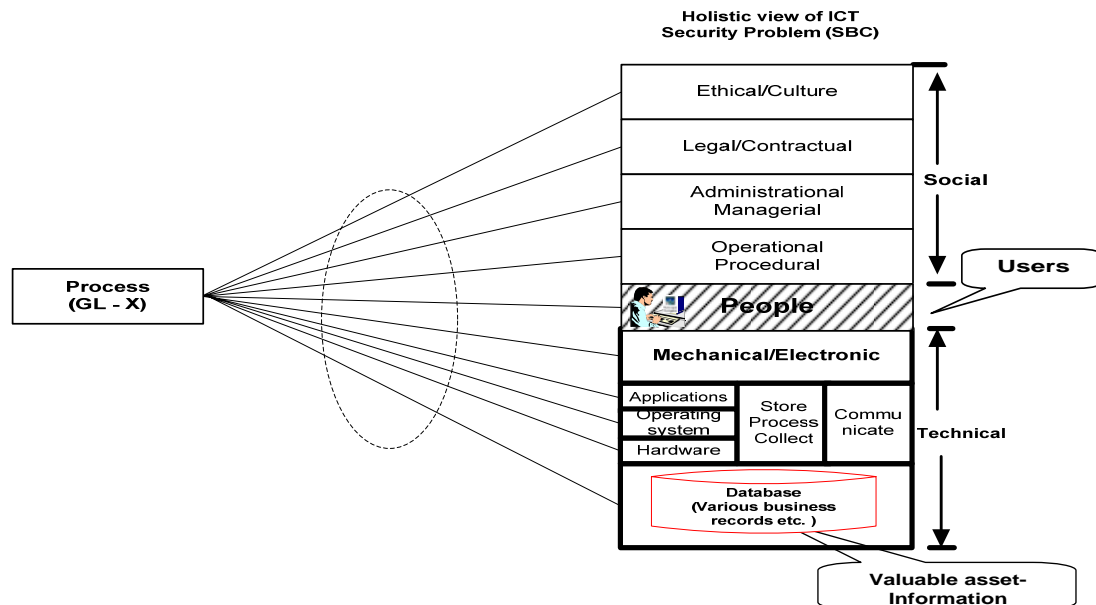 Holistic view of ICT
Security Problem (SBC)
Ethical/Culture
Legal/Contractual
Administrational
Managerial
Social
Operational
Procedural
Process
(GL - X)
Users
People
Mechanical/Electronic
Applications
Operating
system
Hardware
Store
Process
Collect
Commu
nicate
Technical
Database
(Various business
records etc. )
Valuable asset-
Information